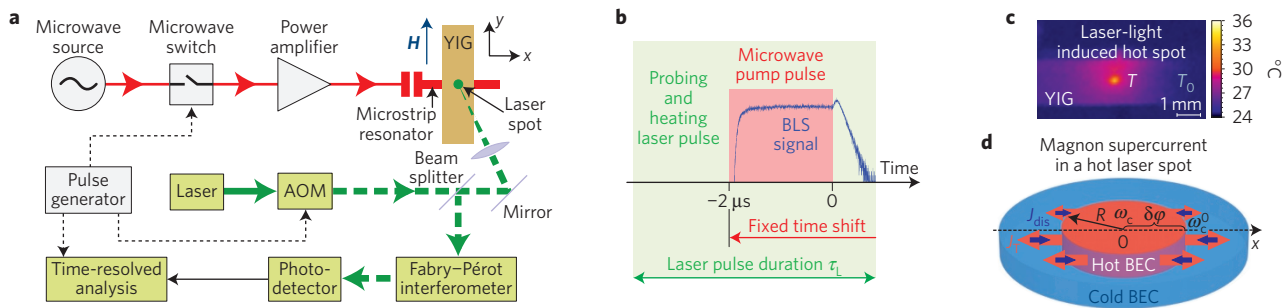 a
Microwave
source
Microwave
switch
Power
amplifier
H
YIG
y
x
Microstrip
resonator
Laser
spot
Beam
splitter
Mirror
Pulse
generator
Laser
AOM
Time-resolved
analysis
Photo-
detector
Fabry–Pérot
interferometer
b
Probing
and
heating
laser pulse
Microwave
pump pulse
BLS
signal
Time
−2 μs
0
Fixed time shift
Laser pulse duration τL
c
Laser-light
induced hot spot
T
T0
YIG
1 mm
36
33
30
27
24
°C
d
Magnon supercurrent
in a hot laser spot
Jdis
R
ωc
δφ
ωc0
0
x
Hot BEC
Cold BEC